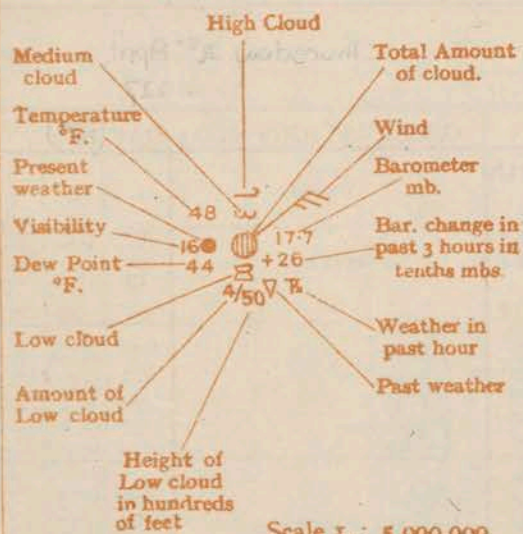 High Cloud
Medium
cloud
Total Amount
of cloud.
Temperature
°F.
Wind
Present
weather
Barometer
mb.
48
Visibility
16
17.7
Bar. change in
past 3 hours in
tenths mbs.
+26
Dew Point
°F.
44
4/50
Low cloud
Weather in
past hour
Amount of
Low cloud
Past weather
Height of
Low cloud
in hundreds
of feet
Scale 1 : 5,000,000